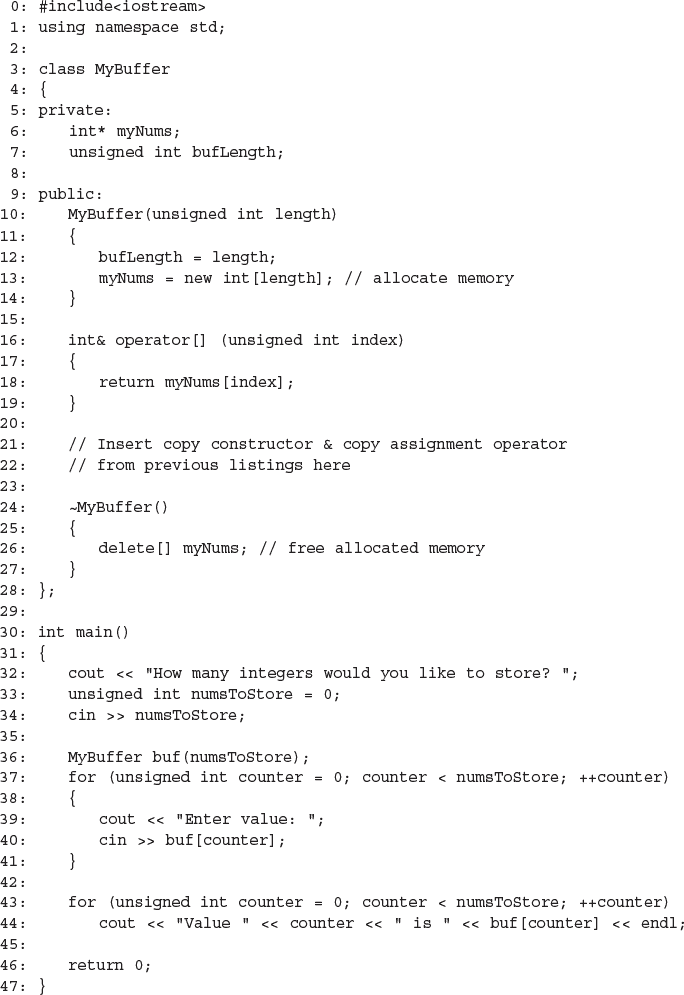 0: #include<iostream>
1: using namespace std;
2:
3: class MyBuffer
4: {
5: private:
6:    int* myNums;
7:    unsigned int bufLength;
8:
9: public:
10:    MyBuffer(unsigned int length)
11:    {
12:       bufLength = length;
13:       myNums = new int[length]; // allocate memory
14:    }
15:
16:    int& operator[] (unsigned int index)
17:    {
18:       return myNums[index];
19:    }
20:
21:    // Insert copy constructor & copy assignment operator
22:    // from previous listings here
23:
24:    ~MyBuffer()
25:    {
26:       delete[] myNums; // free allocated memory
27:    }
28: };
29:
30: int main()
31: {
32:    cout << "How many integers would you like to store? ";
33:    unsigned int numsToStore = 0;
34:    cin >> numsToStore;
35:
36:    MyBuffer buf(numsToStore);
37:    for (unsigned int counter = 0; counter < numsToStore; ++counter)
38:    {
39:       cout << "Enter value: ";
40:       cin >> buf[counter];
41:    }
42:
43:    for (unsigned int counter = 0; counter < numsToStore; ++counter)
44:       cout << "Value " << counter << " is " << buf[counter] << endl;
45:
46:    return 0;
47: }